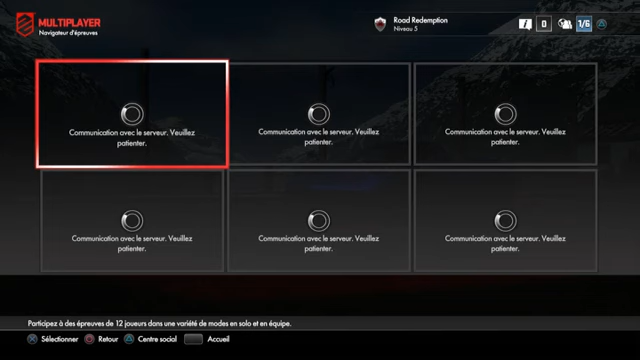 MULTIPLAYER
Navigateur d'épreuves
Road Redemption
Niveau 5
0
1/6
Communication avec le serveur. Veuillez
patienter.
Communication avec le serveur. Veuillez
patienter.
Communication avec le serveur. Veuillez
patienter.
Communication avec le serveur. Veuillez
patienter.
Communication avec le serveur. Veuillez
patienter.
Communication avec le serveur. Veuillez
patienter.
Participez à des épreuves de 12 joueurs dans une variété de modes en solo et en équipe.
Sélectionner Retour Centre social Accueil